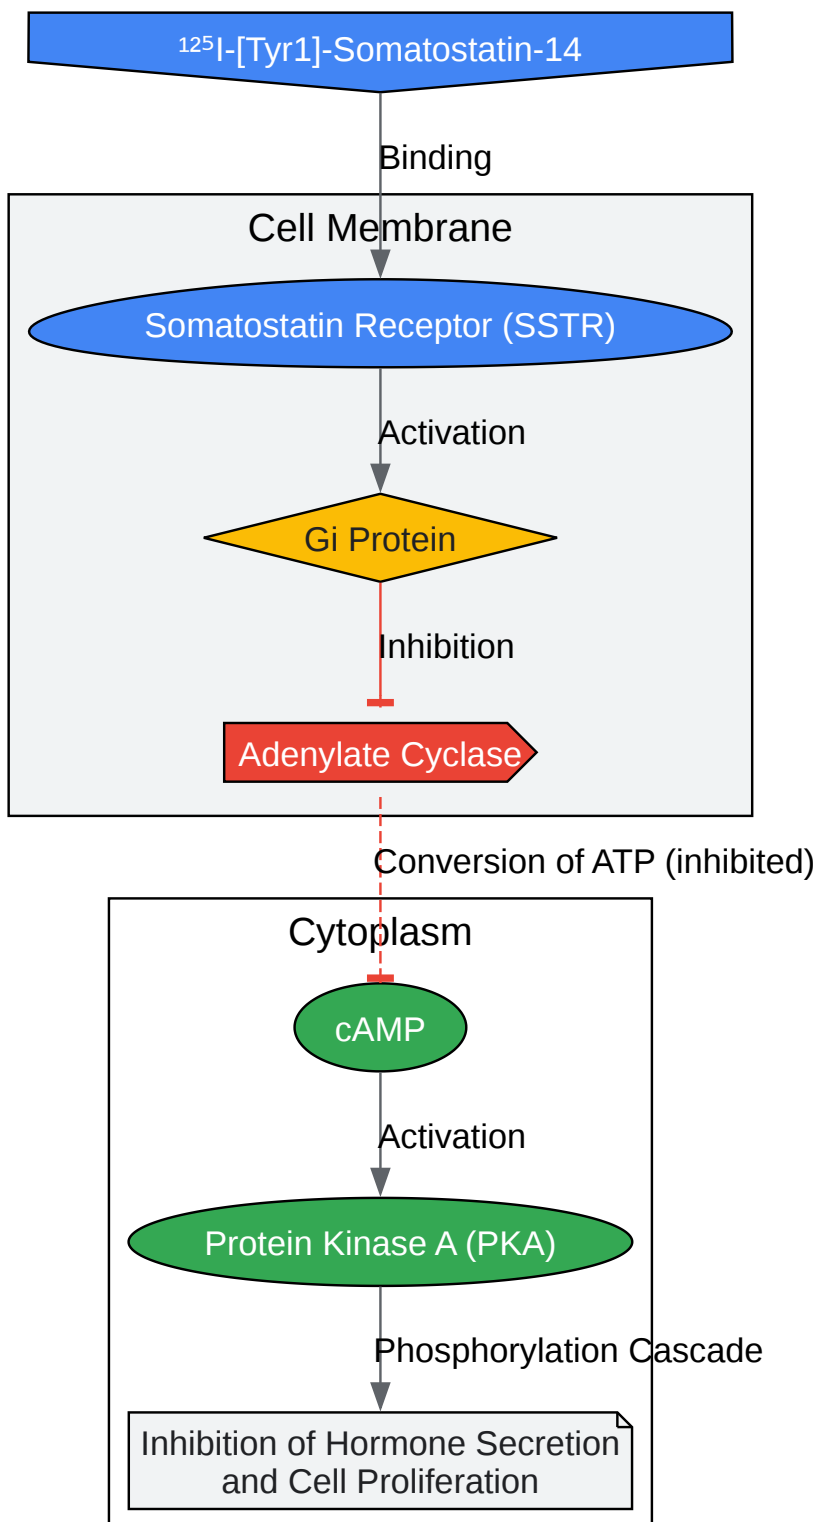 ¹²⁵I-[Tyr1]-Somatostatin-14
Binding
Cell Membrane
Somatostatin Receptor (SSTR)
Activation
Gi Protein
Inhibition
Adenylate Cyclase
Conversion of ATP (inhibited)
Cytoplasm
cAMP
Activation
Protein Kinase A (PKA)
Phosphorylation Cascade
Inhibition of Hormone Secretion
and Cell Proliferation